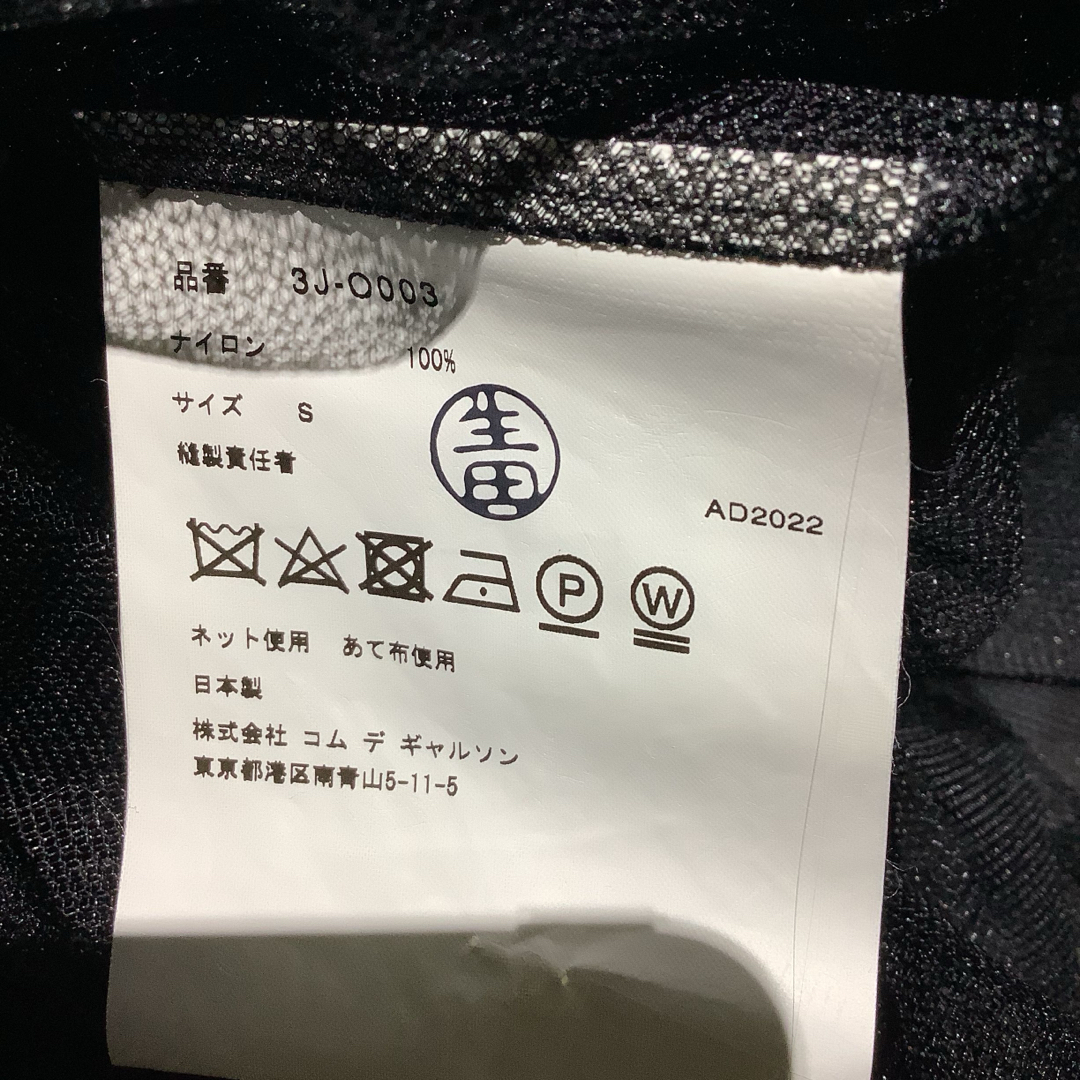 品番 3J-O003
ナイロン 100%
サイズ S
縫製責任者 生田
AD2022
P W
ネット使用 あて布使用
日本製
株式会社 コム デ ギャルソン
東京都港区南青山5-11-5